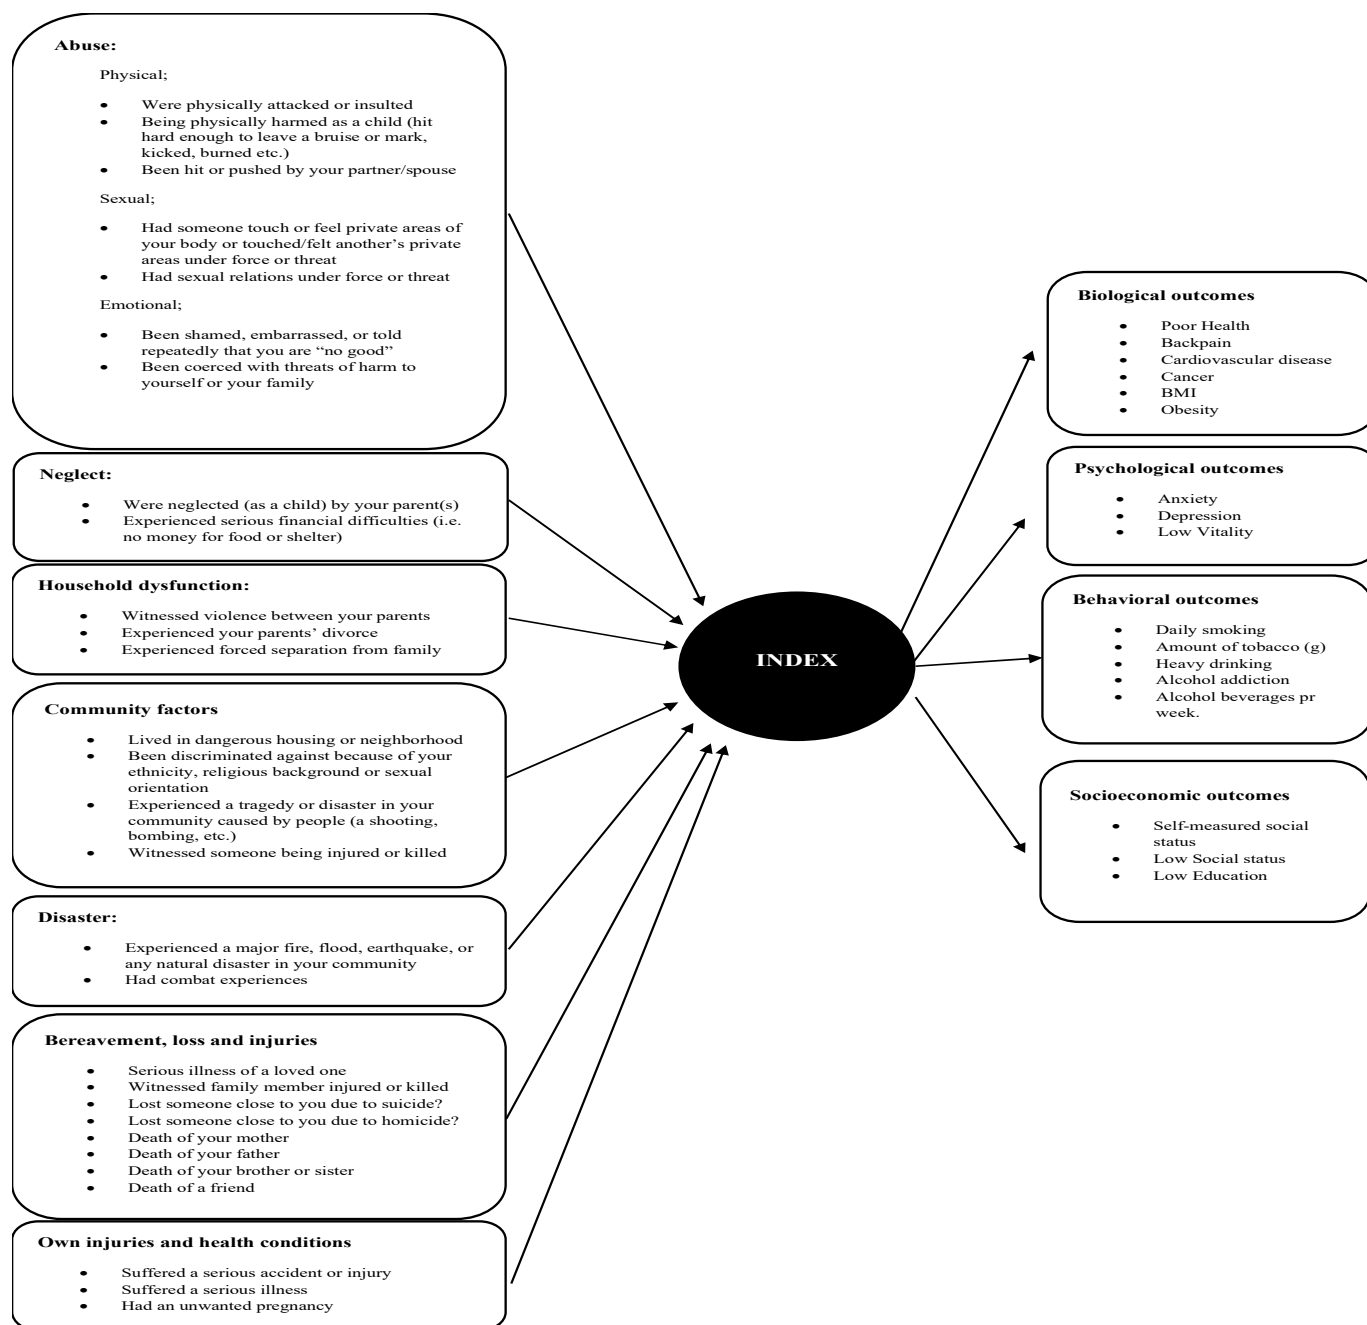 Abuse:
Physical;
• Were physically attacked or insulted
• Being physically harmed as a child (hit
hard enough to leave a bruise or mark,
kicked, burned etc.)
• Been hit or pushed by your partner/spouse
Sexual;
• Had someone touch or feel private areas of
your body or touched/felt another’s private
areas under force or threat
• Had sexual relations under force or threat
Emotional;
• Been shamed, embarrassed, or told
repeatedly that you are “no good”
• Been coerced with threats of harm to
yourself or your family
Neglect:
• Were neglected (as a child) by your parent(s)
• Experienced serious financial difficulties (i.e.
no money for food or shelter)
Household dysfunction:
• Witnessed violence between your parents
• Experienced your parents’ divorce
• Experienced forced separation from family
Community factors
• Lived in dangerous housing or neighborhood
• Been discriminated against because of your
ethnicity, religious background or sexual
orientation
• Experienced a tragedy or disaster in your
community caused by people (a shooting,
bombing, etc.)
• Witnessed someone being injured or killed
Disaster:
• Experienced a major fire, flood, earthquake, or
any natural disaster in your community
• Had combat experiences
Bereavement, loss and injuries
• Serious illness of a loved one
• Witnessed family member injured or killed
• Lost someone close to you due to suicide?
• Lost someone close to you due to homicide?
• Death of your mother
• Death of your father
• Death of your brother or sister
• Death of a friend
Own injuries and health conditions
• Suffered a serious accident or injury
• Suffered a serious illness
• Had an unwanted pregnancy
INDEX
Biological outcomes
• Poor Health
• Backpain
• Cardiovascular disease
• Cancer
• BMI
• Obesity
Psychological outcomes
• Anxiety
• Depression
• Low Vitality
Behavioral outcomes
• Daily smoking
• Amount of tobacco (g)
• Heavy drinking
• Alcohol addiction
• Alcohol beverages pr
week.
Socioeconomic outcomes
• Self-measured social
status
• Low Social status
• Low Education